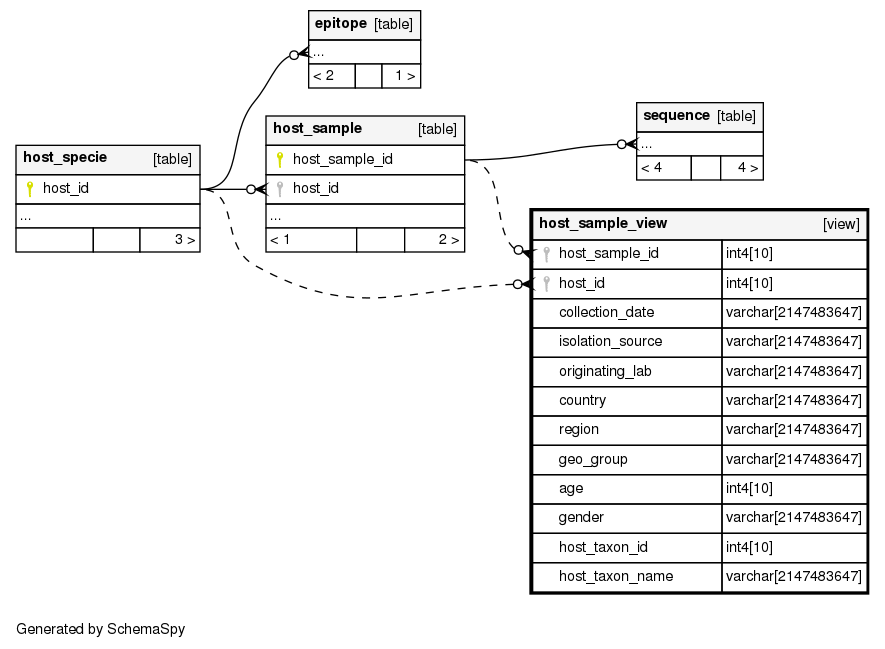 epitope [table]
...
< 2 1 >
host_sample [table]
host_sample_id
host_id
...
< 1 2 >
sequence [table]
...
< 4 4 >
host_specie [table]
host_id
...
3 >
host_sample_view [view]
host_sample_id int4[10]
host_id int4[10]
collection_date varchar[2147483647]
isolation_source varchar[2147483647]
originating_lab varchar[2147483647]
country varchar[2147483647]
region varchar[2147483647]
geo_group varchar[2147483647]
age int4[10]
gender varchar[2147483647]
host_taxon_id int4[10]
host_taxon_name varchar[2147483647]
Generated by SchemaSpy